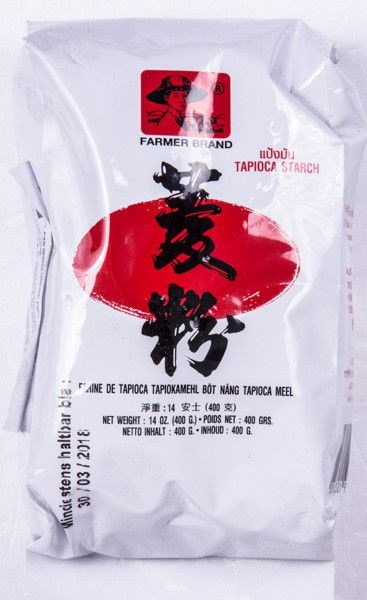 ®
FARMER BRAND
แป้งมัน
TAPIOCA STARCH
菱
粉
FARINE DE TAPIOCA TAPIOKAMEHL BỘT NĂNG TAPIOCA MEEL
淨重:14 安士 (400 克)
NET WEIGHT: 14 OZ. (400 G.) • POIDS NET: 400 GRS.
NETTO INHALT: 400 G. • INHOUD: 400 G.
Mindestens haltbar bis:
30/03/2018